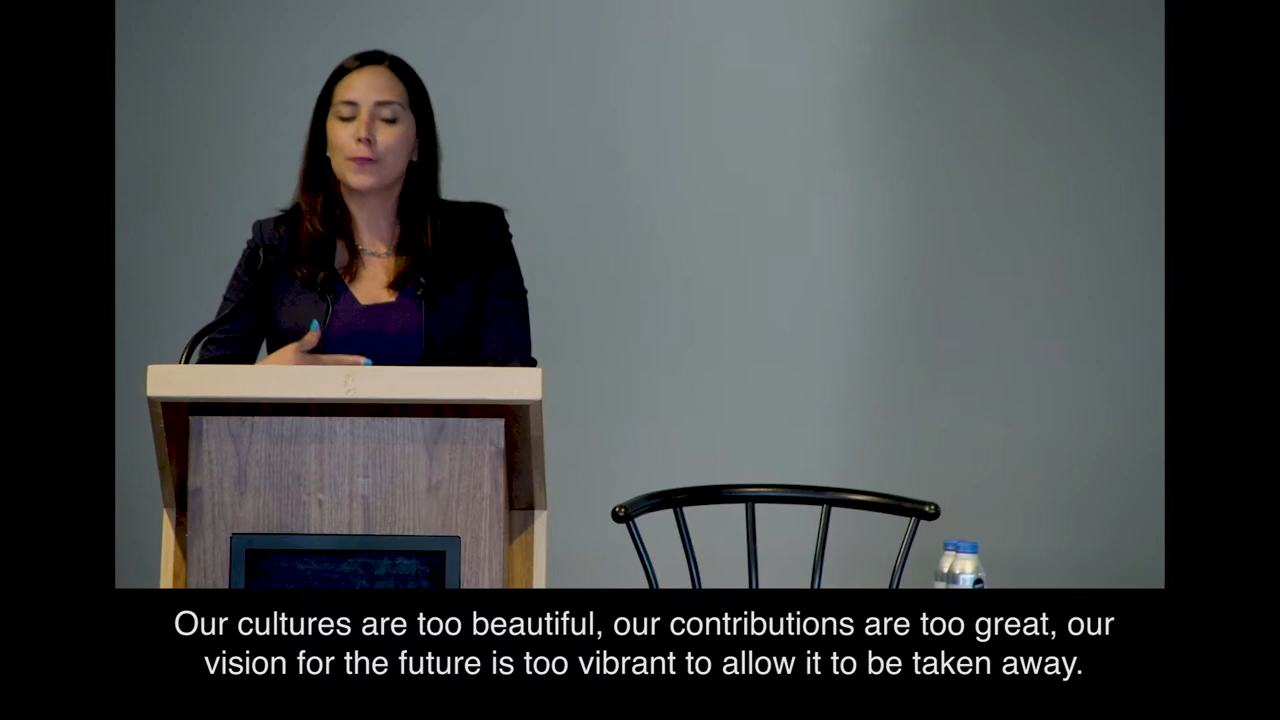 Our cultures are too beautiful, our contributions are too great, our
vision for the future is too vibrant to allow it to be taken away.